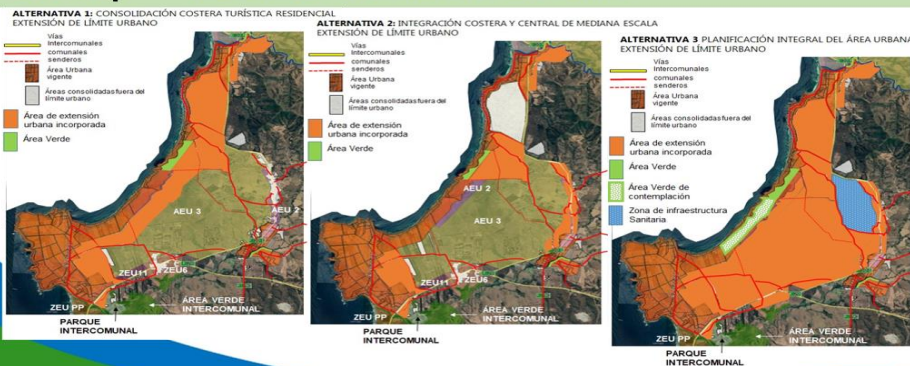 ALTERNATIVA 1: CONSOLIDACIÓN COSTERA TURÍSTICA RESIDENCIAL
EXTENSIÓN DE LÍMITE URBANO
Vías
Intercomunales
comunales
senderos
Área Urbana
vigente
Áreas consolidadas fuera del
límite urbano
Área de extensión
urbana incorporada
Área Verde
AEU 3
AEU 2
ZEU11
ZEU6
ZEU PP
ÁREA VERDE
INTERCOMUNAL
PARQUE
INTERCOMUNAL
ALTERNATIVA 2: INTEGRACIÓN COSTERA Y CENTRAL DE MEDIANA ESCALA
EXTENSIÓN DE LÍMITE URBANO
Vías
Intercomunales
comunales
senderos
Área Urbana
vigente
Áreas consolidadas fuera del
límite urbano
Área de extensión
urbana incorporada
Área Verde
AEU 2
AEU 3
ZEU11
ZEU6
ZEU PP
ÁREA VERDE
INTERCOMUNAL
PARQUE
INTERCOMUNAL
ALTERNATIVA 3 PLANIFICACIÓN INTEGRAL DEL ÁREA URBANA
EXTENSIÓN DE LÍMITE URBANO
Vías
Intercomunales
comunales
senderos
Área Urbana
vigente
Áreas consolidadas fuera del
límite urbano
Área de extensión
urbana incorporada
Área Verde
Área Verde de
contemplación
Zona de infraestructura
Sanitaria
ZEU PP
ÁREA VERDE
INTERCOMUNAL
PARQUE
INTERCOMUNAL